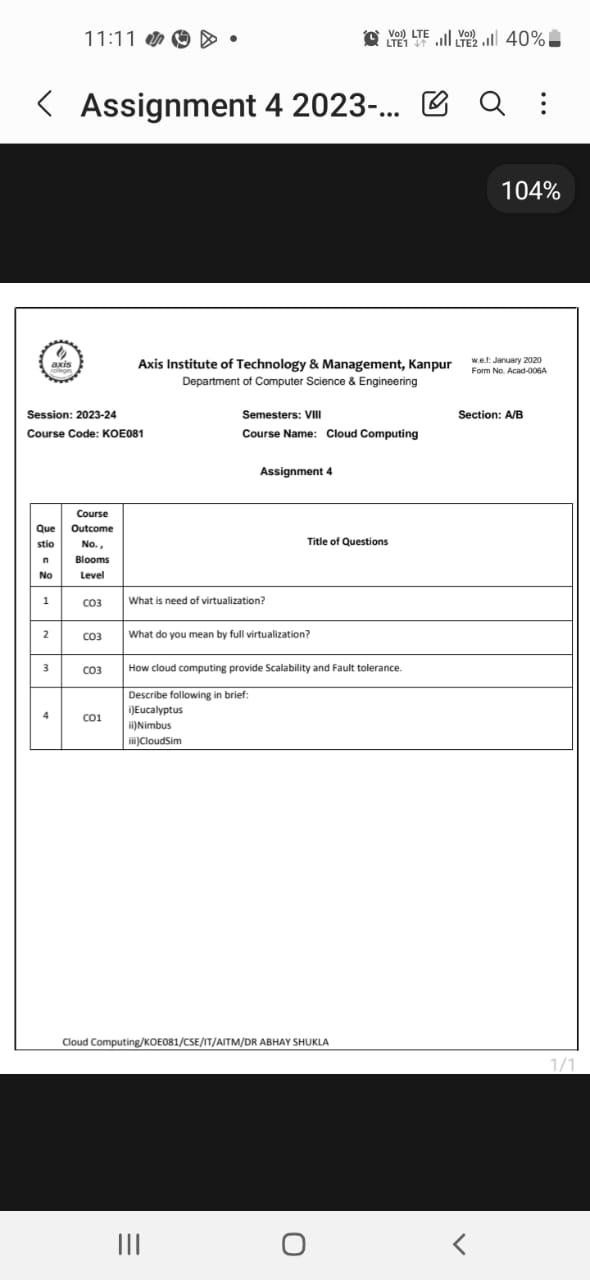 11:11
Vo)) LTE Vo)) 40%
LTE1 LTE2
Assignment 4 2023-...
104%
axis
colleges
Axis Institute of Technology & Management, Kanpur
Department of Computer Science & Engineering
w.e.f: January 2020
Form No. Acad-006A
Session: 2023-24 Semesters: VIII Section: A/B
Course Code: KOE081 Course Name: Cloud Computing
Assignment 4
Que
stio
n
No
Course
Outcome
No.,
Blooms
Level
Title of Questions
1 CO3 What is need of virtualization?
2 CO3 What do you mean by full virtualization?
3 CO3 How cloud computing provide Scalability and Fault tolerance.
4 CO1 Describe following in brief:
i)Eucalyptus
ii)Nimbus
iii)CloudSim
Cloud Computing/KOE081/CSE/IT/AITM/DR ABHAY SHUKLA
1/1